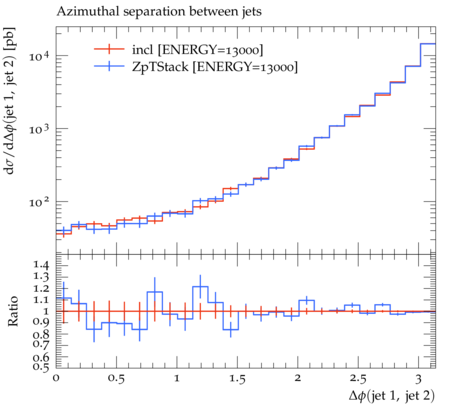 Azimuthal separation between jets
dσ/dΔϕ(jet 1, jet 2) [pb]
incl [ENERGY=13000]
ZpTStack [ENERGY=13000]
10^4
10^3
10^2
Ratio
1.4
1.3
1.2
1.1
1
0.9
0.8
0.7
0.6
0.5
0 0.5 1 1.5 2 2.5 3
Δϕ(jet 1, jet 2)